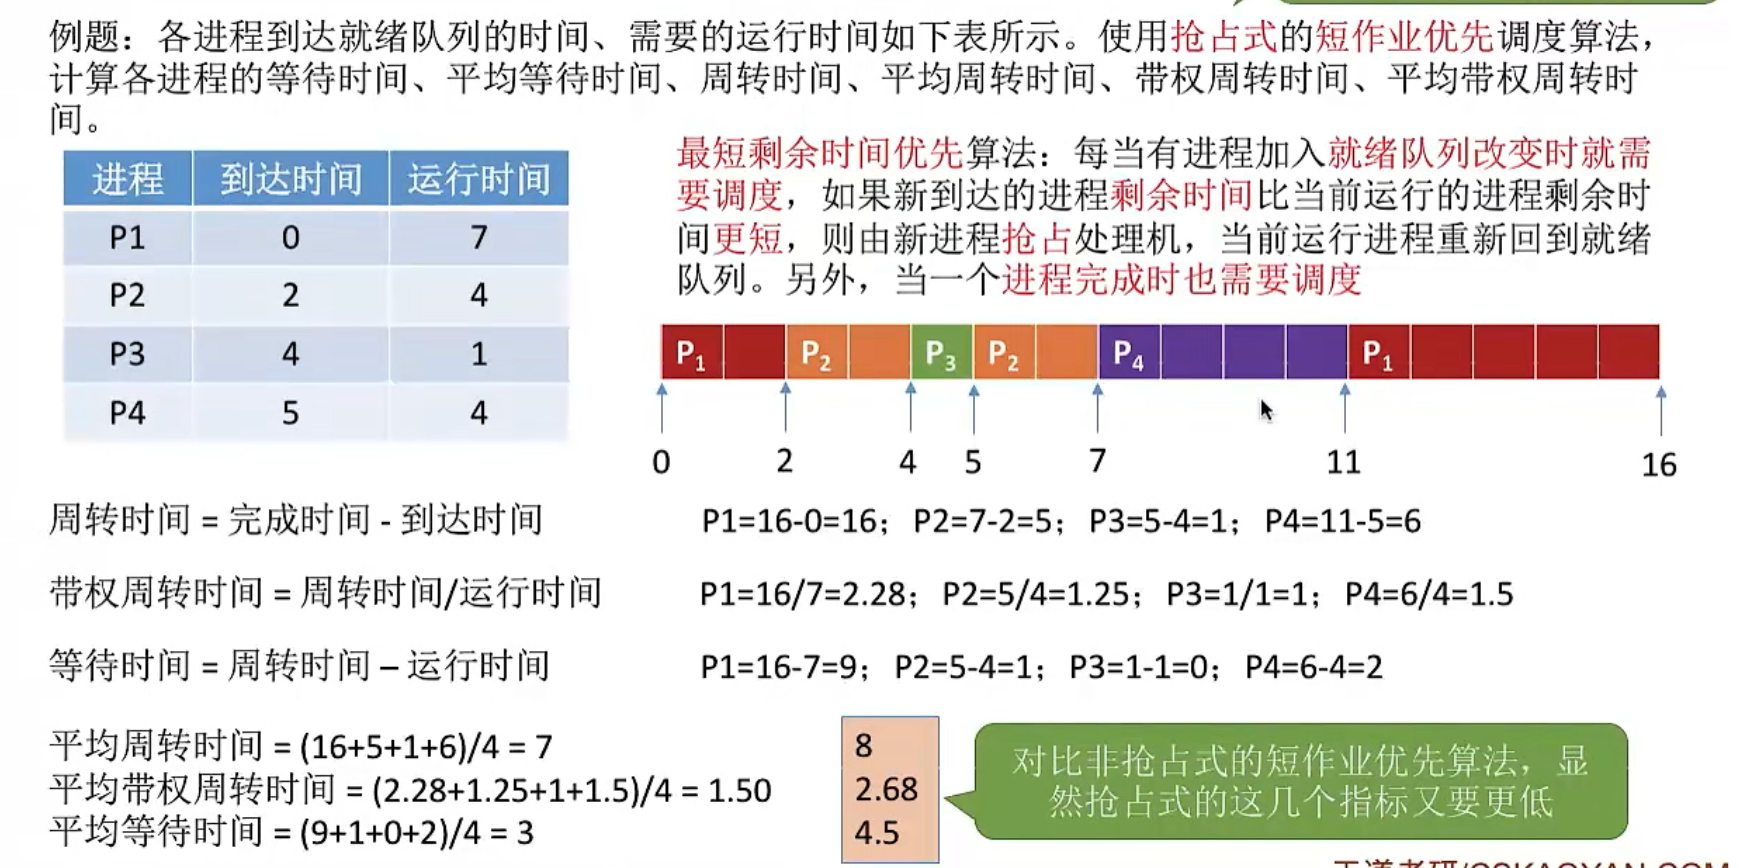 例题：各进程到达就绪队列的时间、需要的运行时间如下表所示。使用抢占式的短作业优先调度算法，
计算各进程的等待时间、平均等待时间、周转时间、平均周转时间、带权周转时间、平均带权周转时
间。
进程 到达时间 运行时间
P1 0 7
P2 2 4
P3 4 1
P4 5 4
最短剩余时间优先算法：每当有进程加入就绪队列改变时就需
要调度，如果新到达的进程剩余时间比当前运行的进程剩余时
间更短，则由新进程抢占处理机，当前运行进程重新回到就绪
队列。另外，当一个进程完成时也需要调度
P1 P2 P3 P2 P4 P1
0 2 4 5 7 11 16
周转时间 = 完成时间 - 到达时间 P1=16-0=16；P2=7-2=5；P3=5-4=1；P4=11-5=6
带权周转时间 = 周转时间/运行时间 P1=16/7=2.28；P2=5/4=1.25；P3=1/1=1；P4=6/4=1.5
等待时间 = 周转时间 – 运行时间 P1=16-7=9；P2=5-4=1；P3=1-1=0；P4=6-4=2
平均周转时间 = (16+5+1+6)/4 = 7
平均带权周转时间 = (2.28+1.25+1+1.5)/4 = 1.50
平均等待时间 = (9+1+0+2)/4 = 3
8
2.68
4.5
对比非抢占式的短作业优先算法，显
然抢占式的这几个指标又要更低